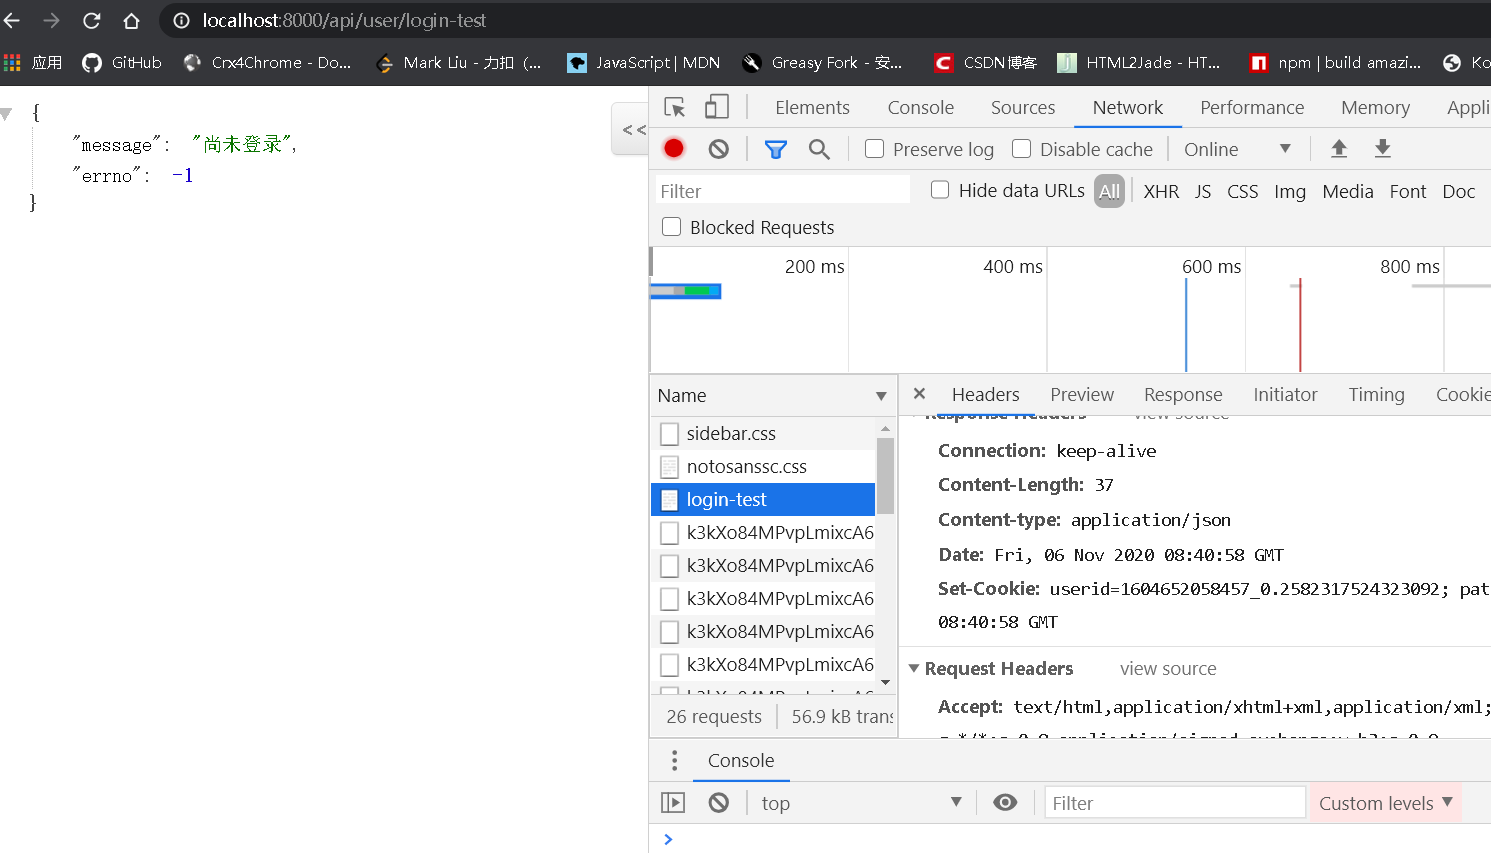 localhost:8000/api/user/login-test
应用 GitHub Crx4Chrome - Do... Mark Liu - 力扣（... JavaScript | MDN Greasy Fork - 安... CSDN博客 HTML2Jade - HT... npm | build amazi... Ko
{
"message": "尚未登录",
"errno": -1
}
<<
Elements Console Sources Network Performance Memory Appli
Preserve log Disable cache Online
Filter Hide data URLs All XHR JS CSS Img Media Font Doc
Blocked Requests
200 ms 400 ms 600 ms 800 ms
Name
sidebar.css
notosanssc.css
login-test
k3kXo84MPvpLmixcA6
k3kXo84MPvpLmixcA6
k3kXo84MPvpLmixcA6
k3kXo84MPvpLmixcA6
k3kXo84MPvpLmixcA6
26 requests 56.9 kB trans
Headers Preview Response Initiator Timing Cookie
Response Headers view source
Connection: keep-alive
Content-Length: 37
Content-type: application/json
Date: Fri, 06 Nov 2020 08:40:58 GMT
Set-Cookie: userid=1604652058457_0.2582317524323092; pat
08:40:58 GMT
Request Headers view source
Accept: text/html,application/xhtml+xml,application/xml;
Console
top Filter Custom levels
>